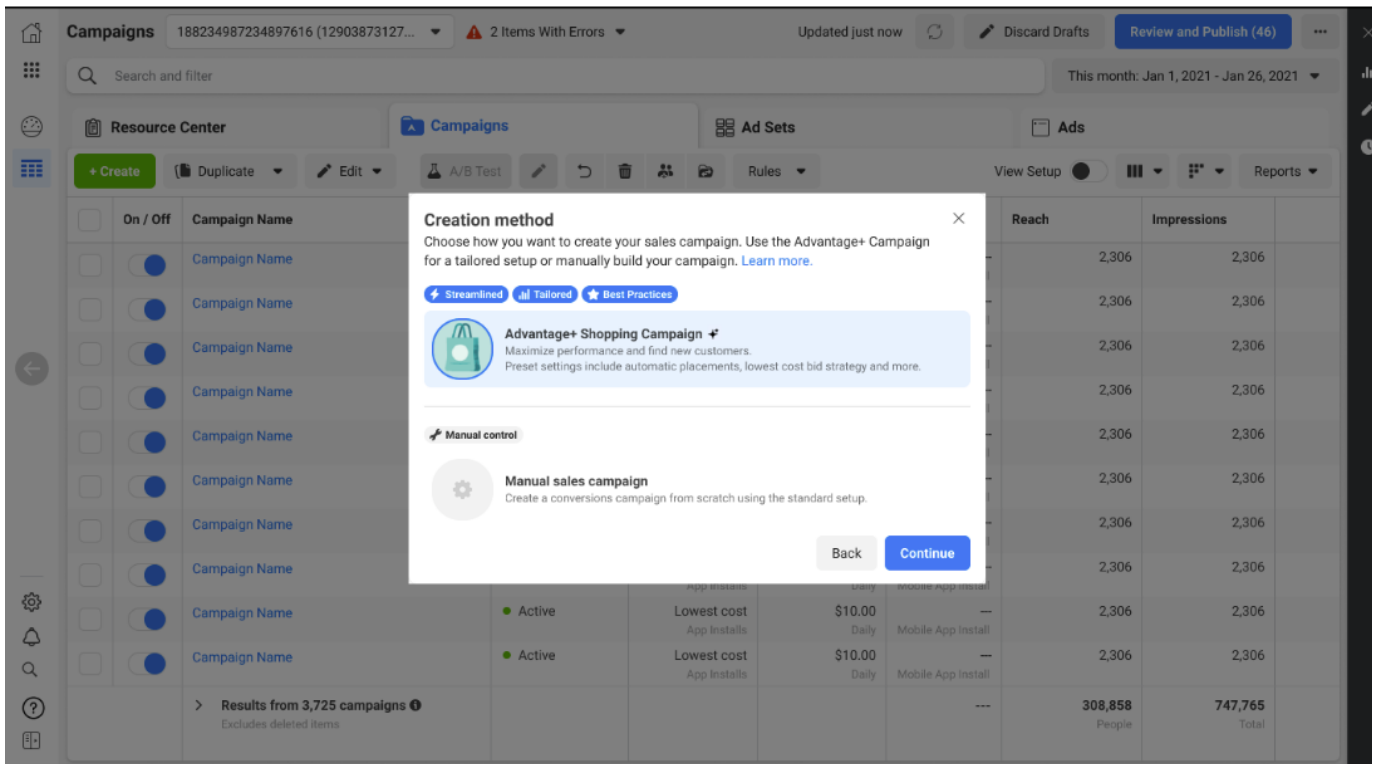 Campaigns 188234987234897616 (12903873127... 2 Items With Errors Updated just now Discard Drafts Review and Publish (46)
Search and filter This month: Jan 1, 2021 - Jan 26, 2021
Resource Center Campaigns Ad Sets Ads
+ Create Duplicate Edit A/B Test Rules View Setup Reports
On / Off Campaign Name Reach Impressions
Creation method
Choose how you want to create your sales campaign. Use the Advantage+ Campaign
for a tailored setup or manually build your campaign. Learn more.
Streamlined Tailored Best Practices
Advantage+ Shopping Campaign
Maximize performance and find new customers.
Preset settings include automatic placements, lowest cost bid strategy and more.
Manual control
Manual sales campaign
Create a conversions campaign from scratch using the standard setup.
Back Continue
Campaign Name 2,306 2,306
Campaign Name 2,306 2,306
Campaign Name 2,306 2,306
Campaign Name 2,306 2,306
Campaign Name 2,306 2,306
Campaign Name 2,306 2,306
Campaign Name 2,306 2,306
Campaign Name 2,306 2,306
App Installs Daily Mobile App Install
Campaign Name Active Lowest cost $10.00 --- 2,306 2,306
App Installs Daily Mobile App Install
Campaign Name Active Lowest cost $10.00 --- 2,306 2,306
App Installs Daily Mobile App Install
Results from 3,725 campaigns --- 308,858 747,765
Excludes deleted items People Total